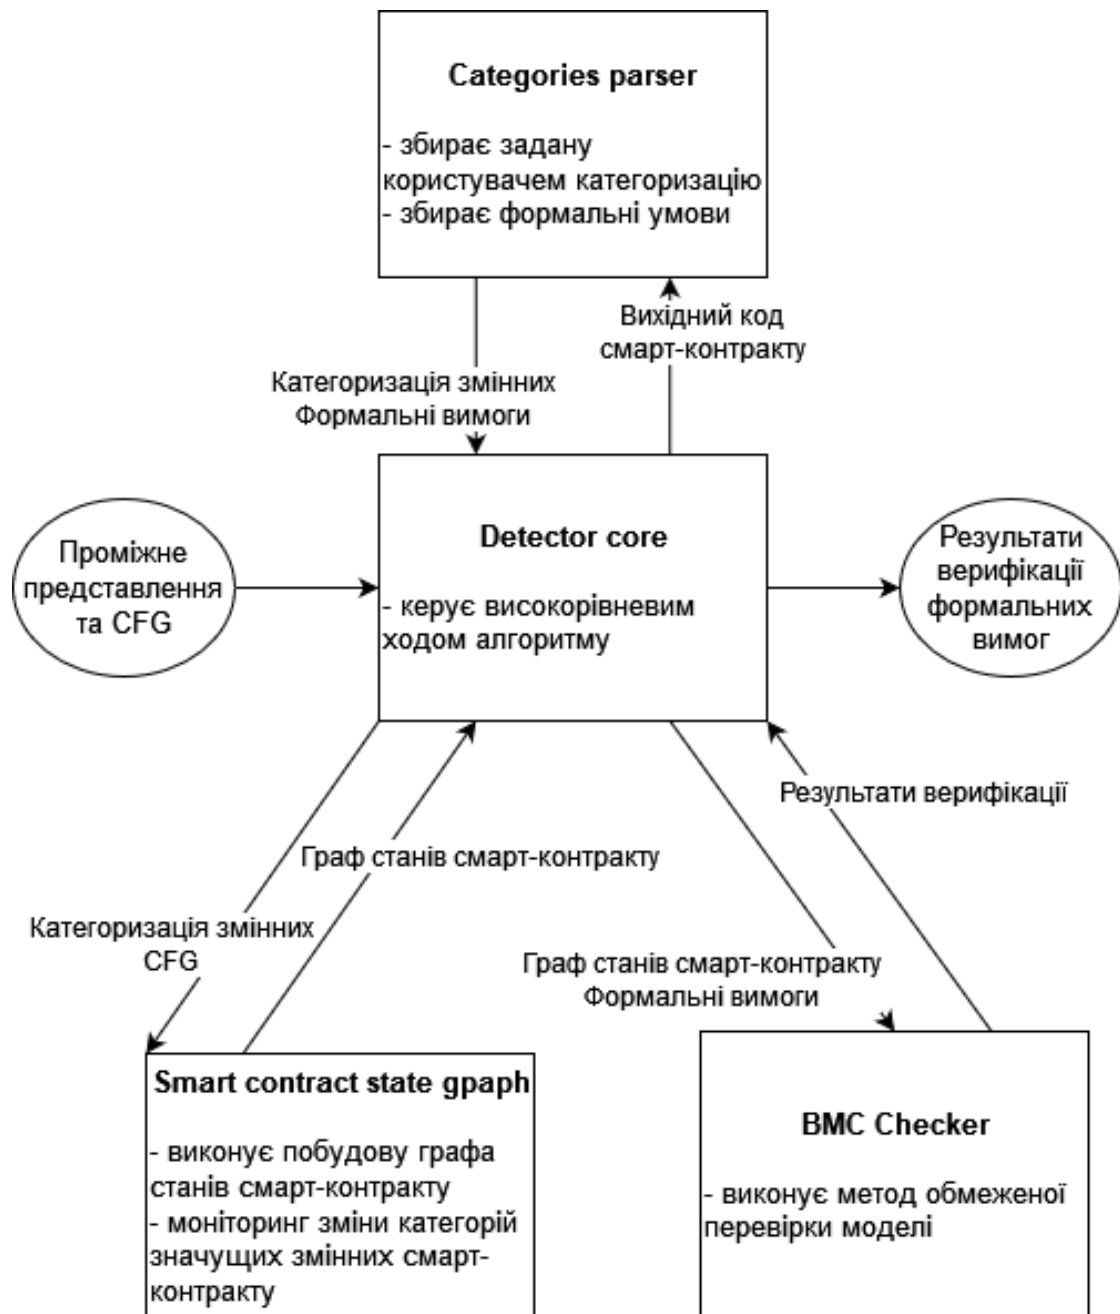 Categories parser
- збирає задану
користувачем категоризацію
- збирає формальні умови
Вихідний код
смарт-контракту
Категоризація змінних
Формальні вимоги
Проміжне
представлення
та CFG
Detector core
- керує високорівневим
ходом алгоритму
Результати
верифікації
формальних
вимог
Результати верифікації
Граф станів смарт-контракту
Категоризація змінних
CFG
Граф станів смарт-контракту
Формальні вимоги
Smart contract state gpaph
- виконує побудову графа
станів смарт-контракту
- моніторинг зміни категорій
значущих змінних смарт-
контракту
BMC Checker
- виконує метод обмеженої
перевірки моделі